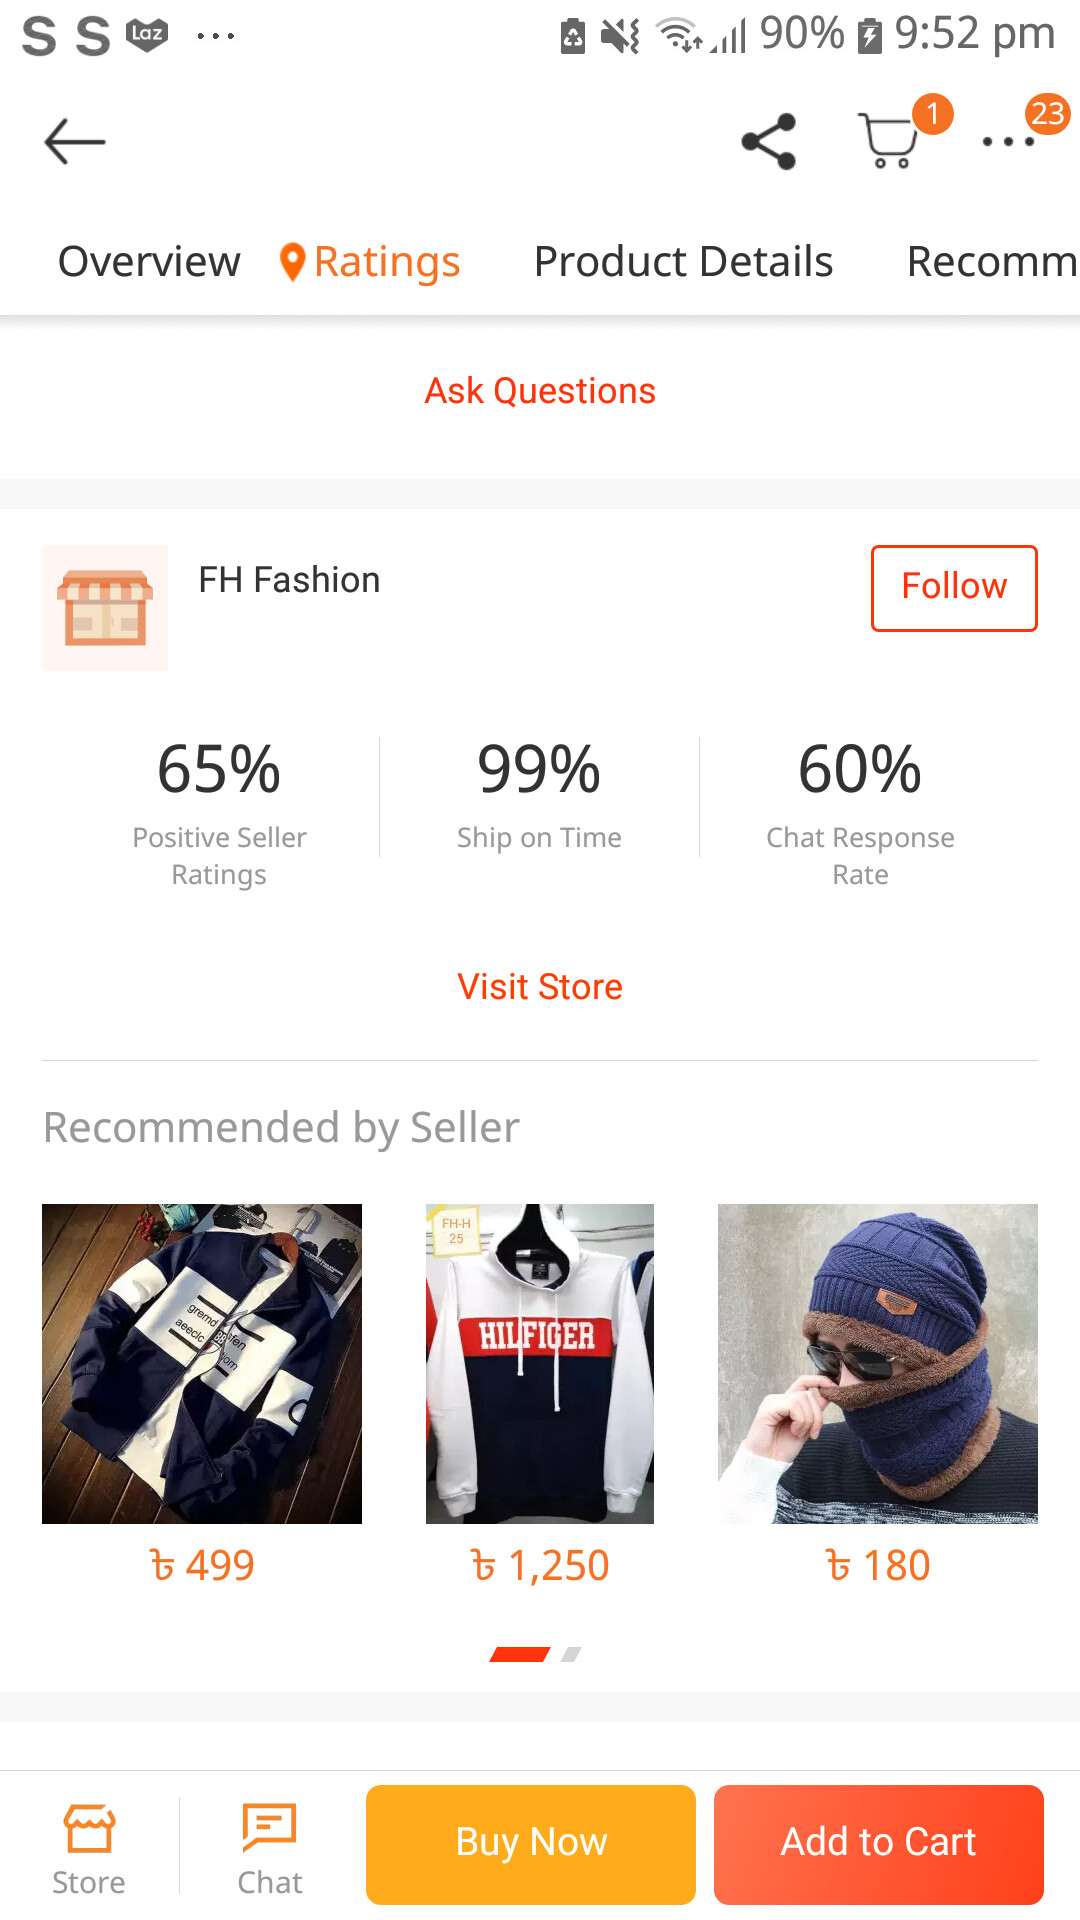 S S Laz ... 90% 9:52 pm
1 23
Overview Ratings Product Details Recomm
Ask Questions
FH Fashion Follow
65% 99% 60%
Positive Seller Ratings
Ship on Time
Chat Response Rate
Visit Store
Recommended by Seller
gremd
aeecic
FH-H
25
HILFIGER
৳ 499 ৳ 1,250 ৳ 180
Store Chat Buy Now Add to Cart